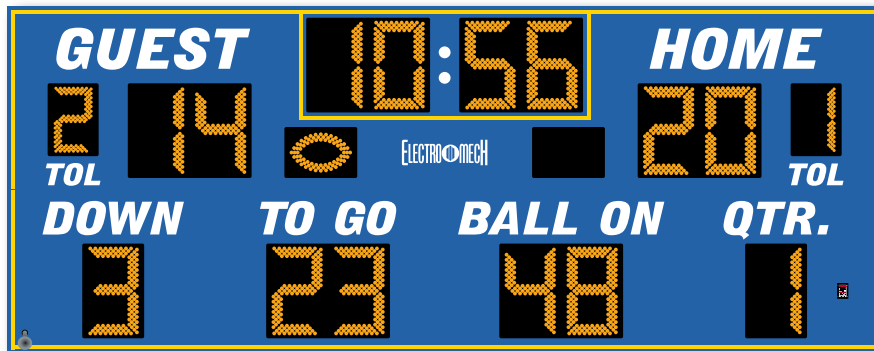 GUEST 10:56 HOME
2 14 20 1
TOL ELECTRO MECH TOL
DOWN TO GO BALL ON QTR.
3 23 48 1